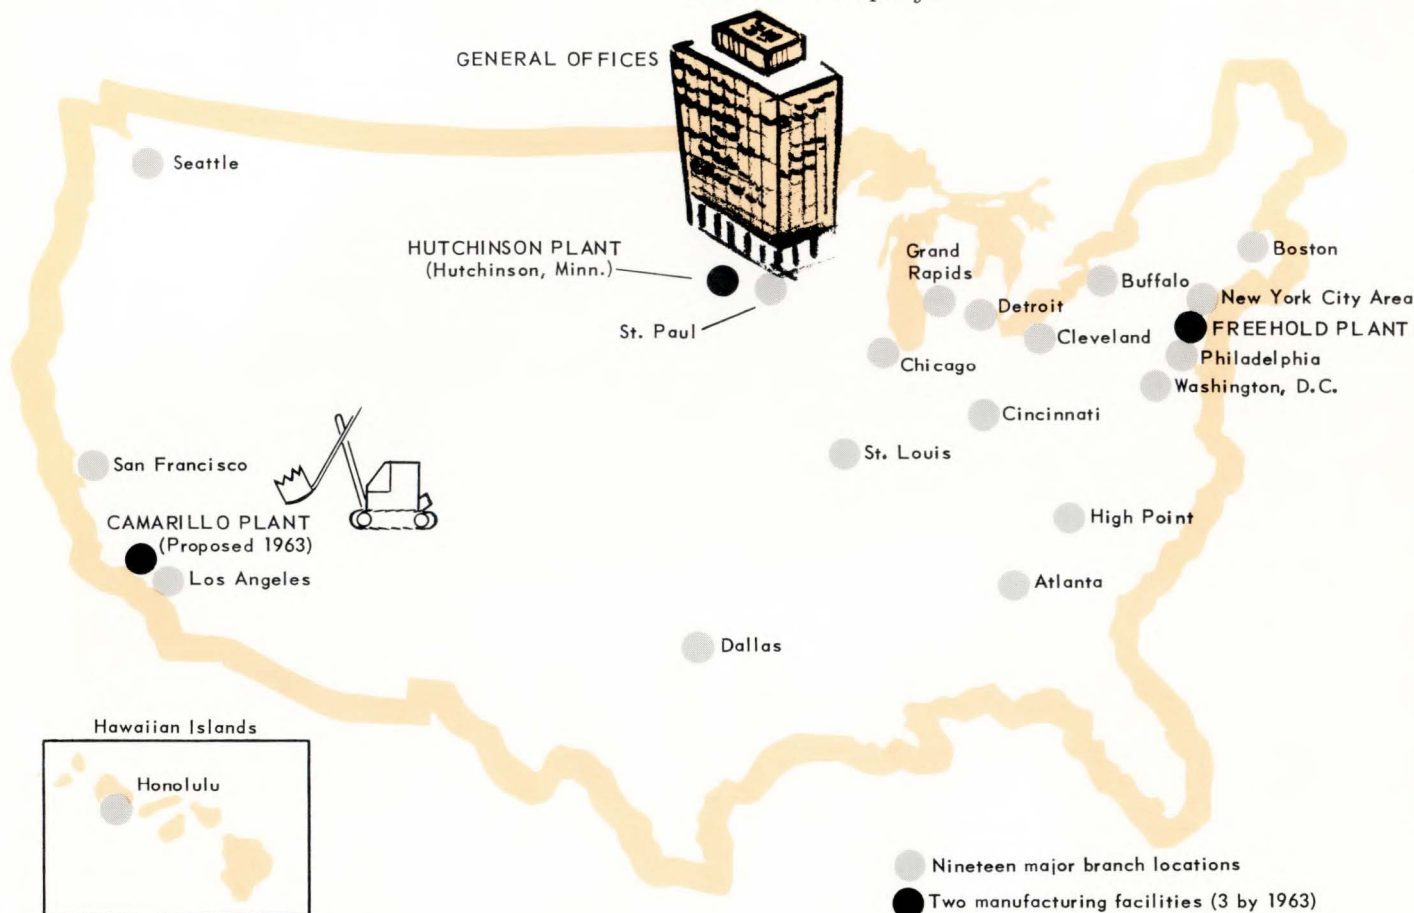 GENERAL OFFICES
Seattle
HUTCHINSON PLANT
(Hutchinson, Minn.)
St. Paul
Grand
Rapids
Detroit
Chicago
Cleveland
Buffalo
Boston
New York City Area
FREEHOLD PLANT
Philadelphia
Washington, D.C.
Cincinnati
St. Louis
San Francisco
CAMARILLO PLANT
(Proposed 1963)
Los Angeles
High Point
Atlanta
Dallas
Hawaiian Islands
Honolulu
Nineteen major branch locations
Two manufacturing facilities (3 by 1963)